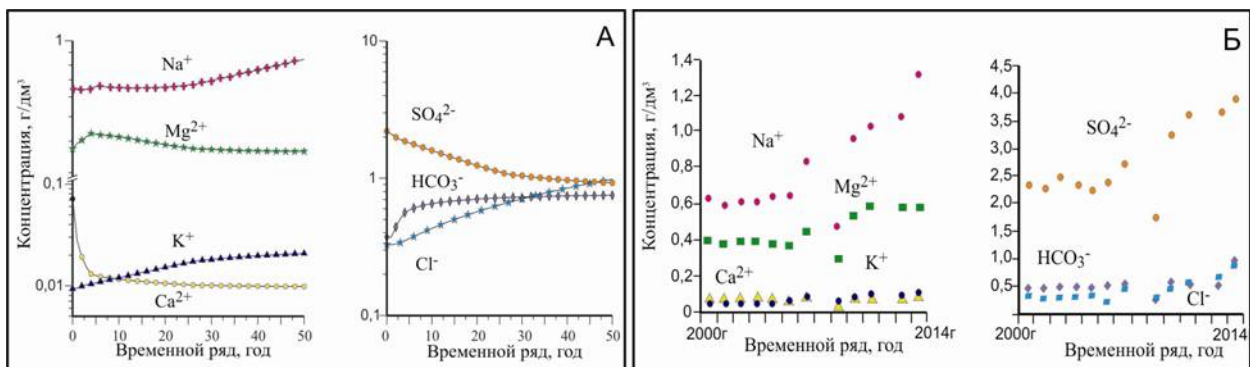 А
Концентрация, г/дм³
1
0,1
0,01
Na⁺
Mg²⁺
K⁺
Ca²⁺
0 5 10 20 30 40 50
Временной ряд, год
10
1
0,1
SO₄²⁻
HCO₃⁻
Cl⁻
0 5 10 20 30 40 50
Временной ряд, год
Б
Концентрация, г/дм³
1,4
1,2
1,0
0,8
0,6
0,4
0,2
0
Na⁺
Mg²⁺
Ca²⁺
K⁺
2000г
2014г
Временной ряд, год
4,5
4,0
3,5
3,0
2,5
2,0
1,5
1,0
0,5
0
SO₄²⁻
HCO₃⁻
Cl⁻
2000г
2014
Временной ряд, год